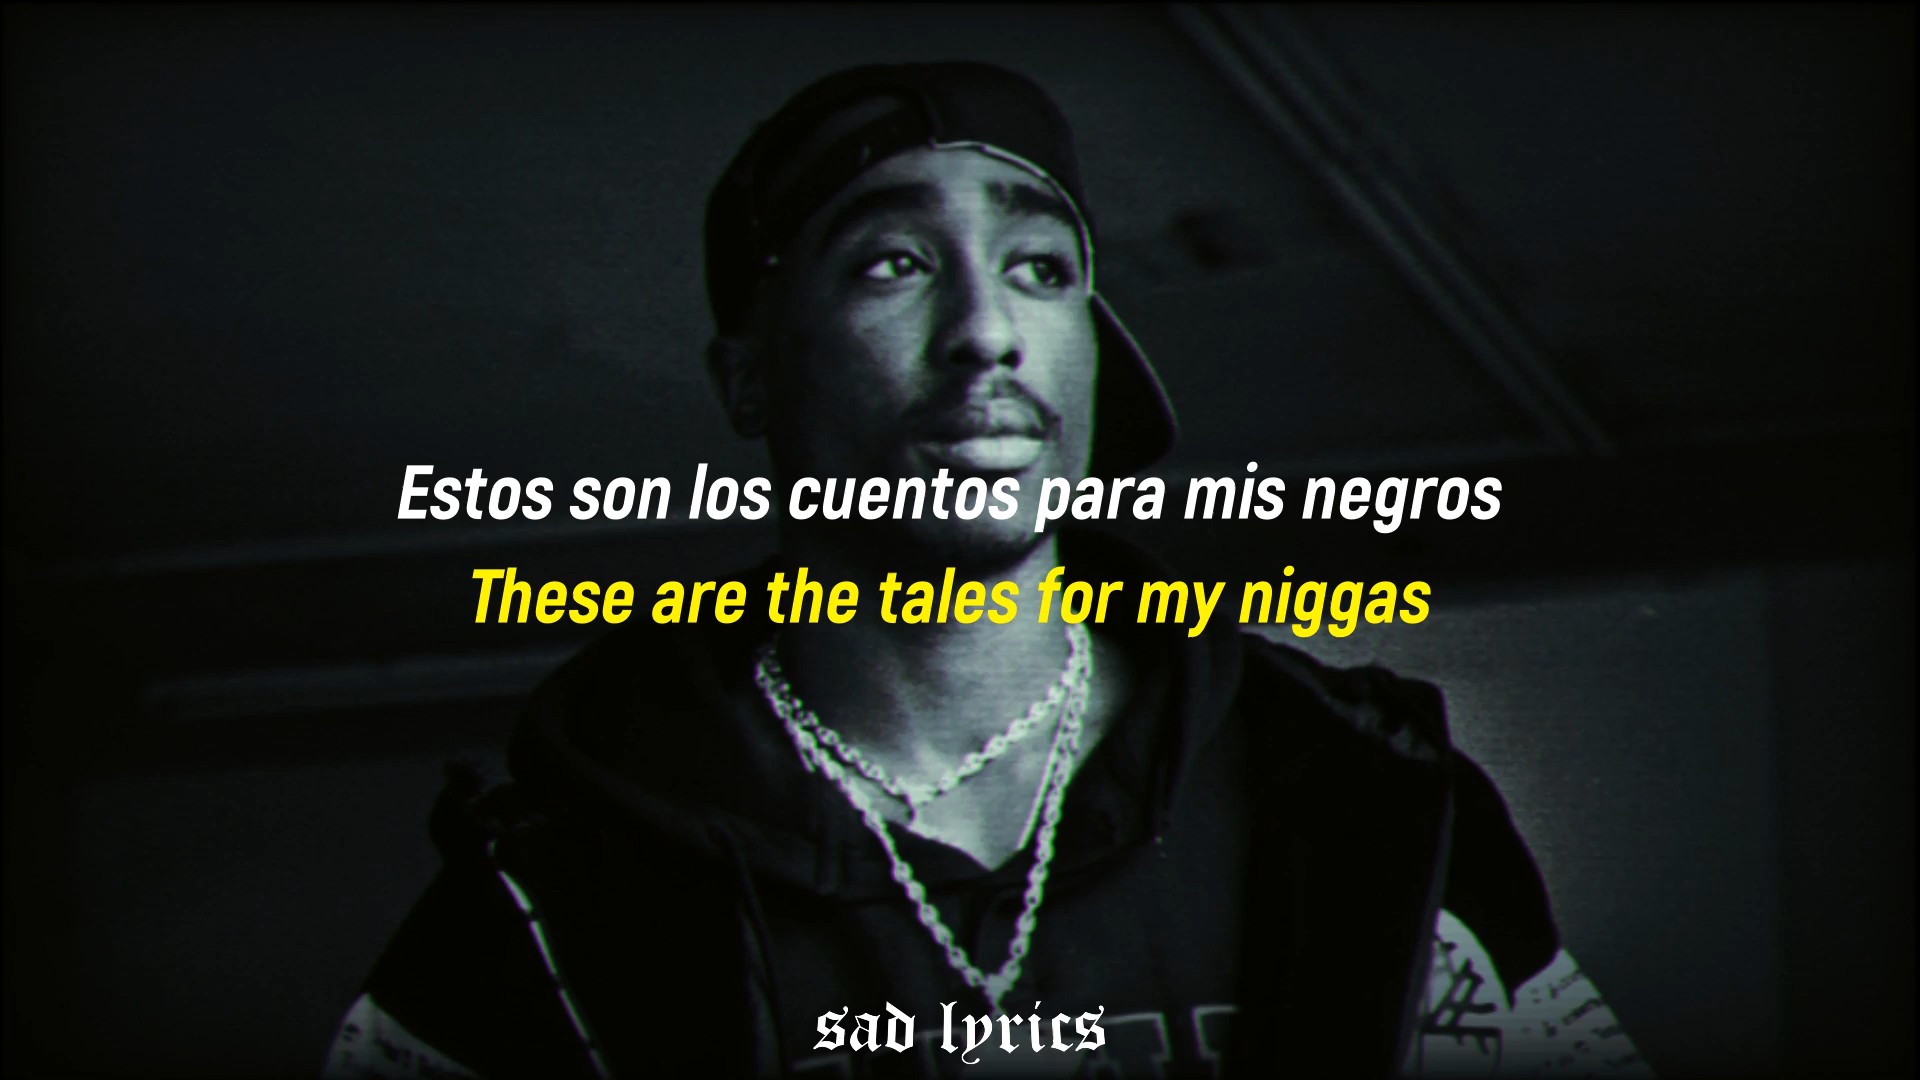 Estos son los cuentos para mis negros
These are the tales for my niggas
sad lyrics